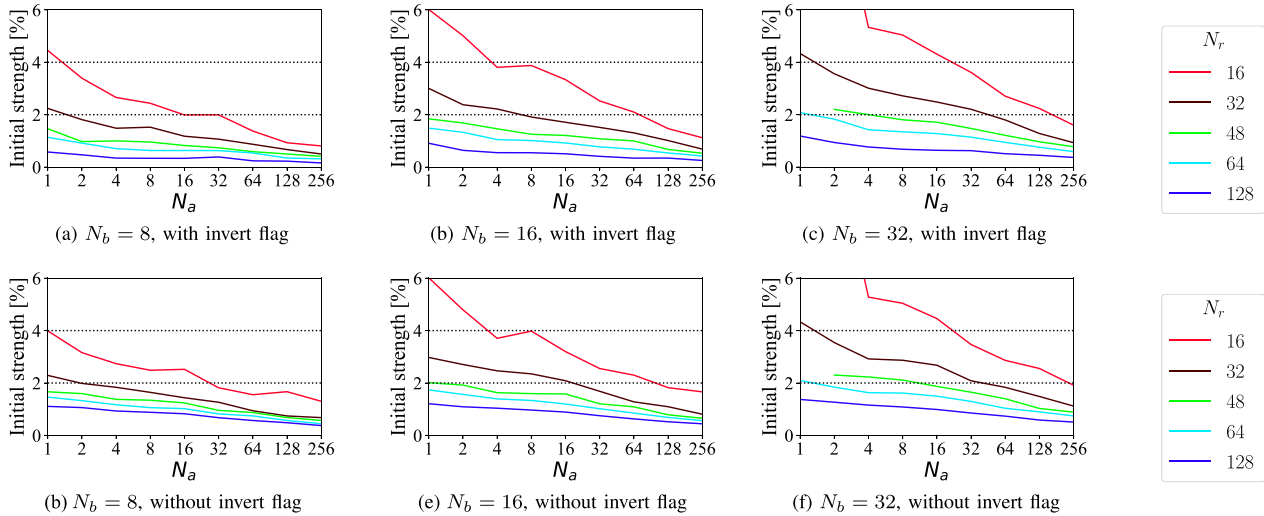 Initial strength [%]
6
4
2
0
1 2 4 8 16 32 64 128 256
N_a
(a) N_b = 8, with invert flag
Initial strength [%]
6
4
2
0
1 2 4 8 16 32 64 128 256
N_a
(b) N_b = 16, with invert flag
Initial strength [%]
6
4
2
0
1 2 4 8 16 32 64 128 256
N_a
(c) N_b = 32, with invert flag
N_r
16
32
48
64
128
Initial strength [%]
6
4
2
0
1 2 4 8 16 32 64 128 256
N_a
(b) N_b = 8, without invert flag
Initial strength [%]
6
4
2
0
1 2 4 8 16 32 64 128 256
N_a
(e) N_b = 16, without invert flag
Initial strength [%]
6
4
2
0
1 2 4 8 16 32 64 128 256
N_a
(f) N_b = 32, without invert flag
N_r
16
32
48
64
128